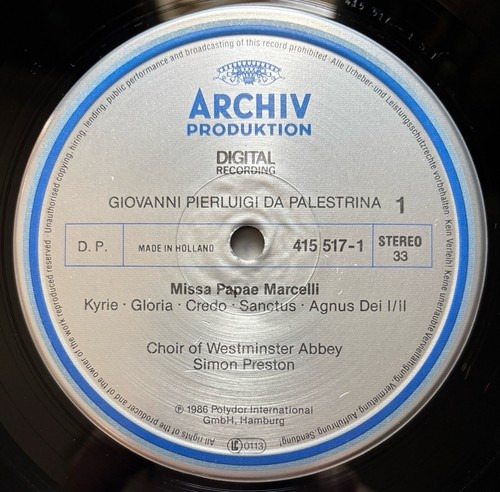 ARCHIV
PRODUKTION
DIGITAL
RECORDING
GIOVANNI PIERLUIGI DA PALESTRINA 1
D. P. MADE IN HOLLAND 415 517-1 STEREO
33
Missa Papae Marcelli
Kyrie · Gloria · Credo · Sanctus · Agnus Dei I/II
Choir of Westminster Abbey
Simon Preston
℗ 1986 Polydor International
GmbH, Hamburg
LC 0113
All rights of the producer and of the owner of the work reproduced reserved. Unauthorised copying, hiring, lending, public performance and broadcasting of this record prohibited. Alle Urheber- und Leistungsschutzrechte vorbehalten. Kein Verleih! Keine unerlaubte Vervielfältigung, Vermietung, Aufführung, Sendung!